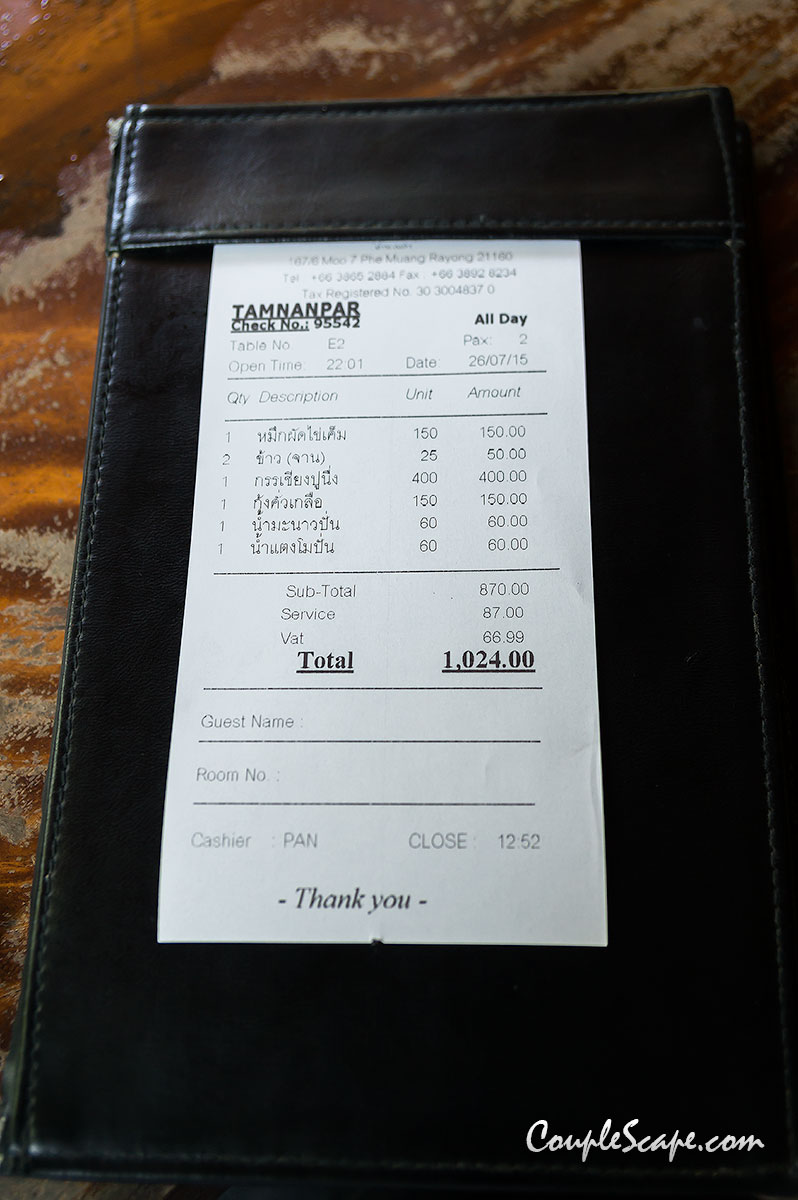 167/6 Moo 7 Phe Muang Rayong 21160
Tel : +66 3865 2884 Fax : +66 3892 8234
Tax Registered No. 30 3004837 0
TAMNANPAR
Check No.: 95542 All Day
Table No E2 Pax: 2
Open Time: 22:01 Date: 26/07/15
Qty Description Unit Amount
1 หมึกผัดไข่เค็ม 150 150.00
2 ข้าว (จาน) 25 50.00
1 กรรเชียงปูนึ่ง 400 400.00
1 กุ้งคั่วเกลือ 150 150.00
1 น้ำมะนาวปั่น 60 60.00
1 น้ำแตงโมปั่น 60 60.00
Sub-Total 870.00
Service 87.00
Vat 66.99
Total 1,024.00
Guest Name :
Room No. :
Cashier : PAN CLOSE : 12:52
- Thank you -
CoupleScape.com